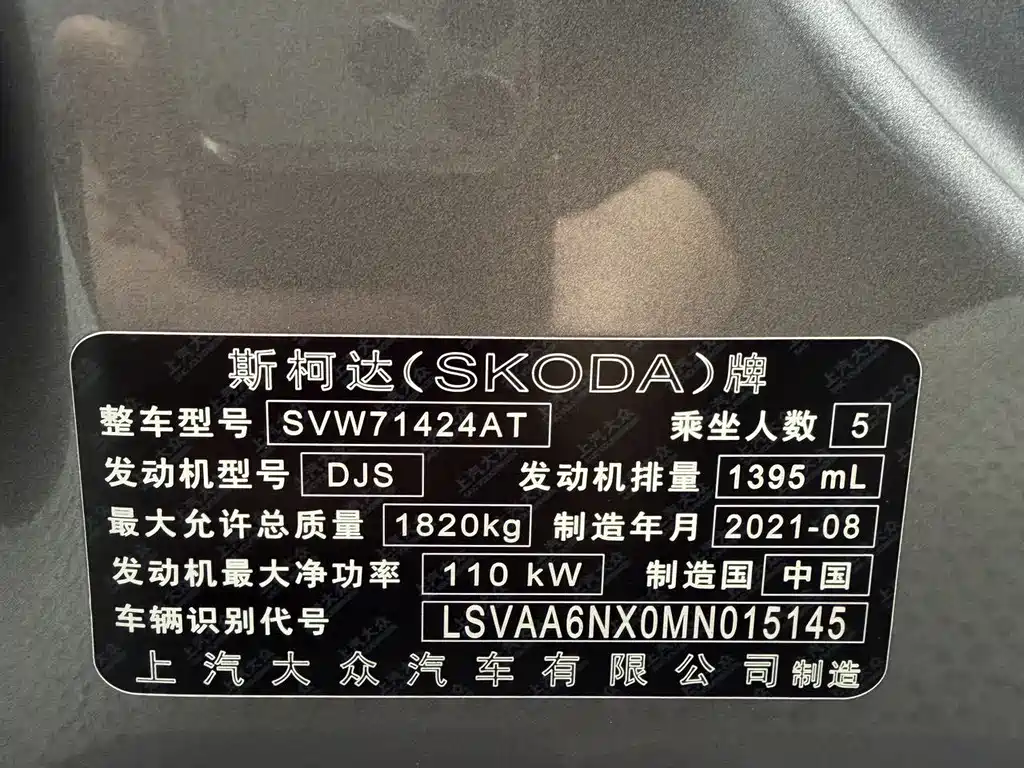 斯柯达(SKODA)牌
整车型号 SVW71424AT 乘坐人数 5
发动机型号 DJS 发动机排量 1395 mL
最大允许总质量 1820kg 制造年月 2021-08
发动机最大净功率 110 kW 制造国 中国
车辆识别代号 LSVAA6NX0MN015145
上汽大众汽车有限公司制造